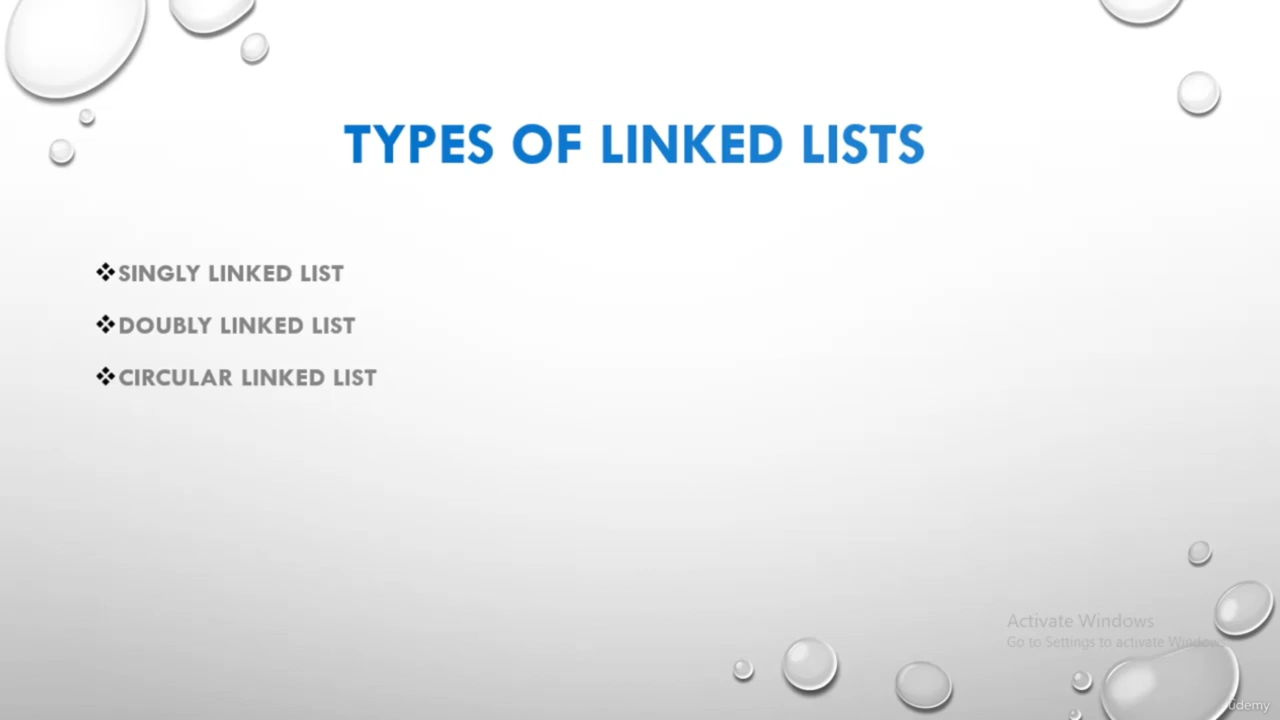 TYPES OF LINKED LISTS
❖SINGLY LINKED LIST
❖DOUBLY LINKED LIST
❖CIRCULAR LINKED LIST
Activate Windows
Go to Settings to activate Windows
udemy